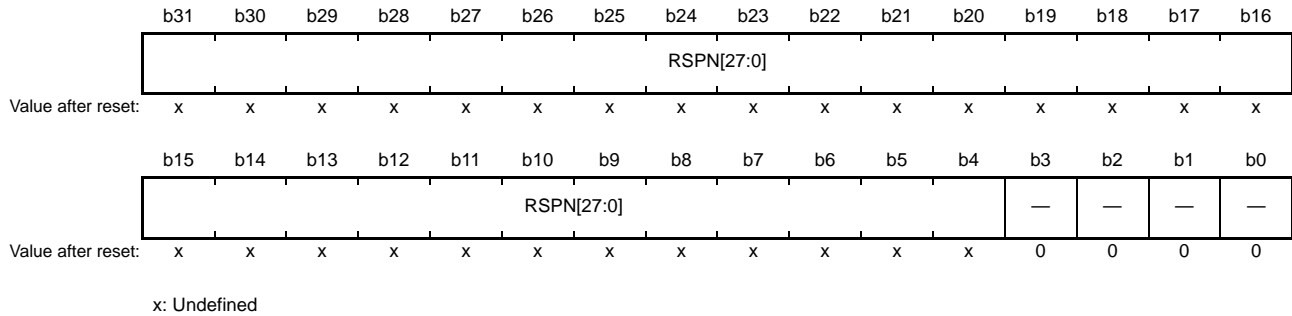 b31 b30 b29 b28 b27 b26 b25 b24 b23 b22 b21 b20 b19 b18 b17 b16
RSPN[27:0]
Value after reset: x x x x x x x x x x x x x x x x
b15 b14 b13 b12 b11 b10 b9 b8 b7 b6 b5 b4 b3 b2 b1 b0
RSPN[27:0] — — — —
Value after reset: x x x x x x x x x x x x 0 0 0 0
x: Undefined